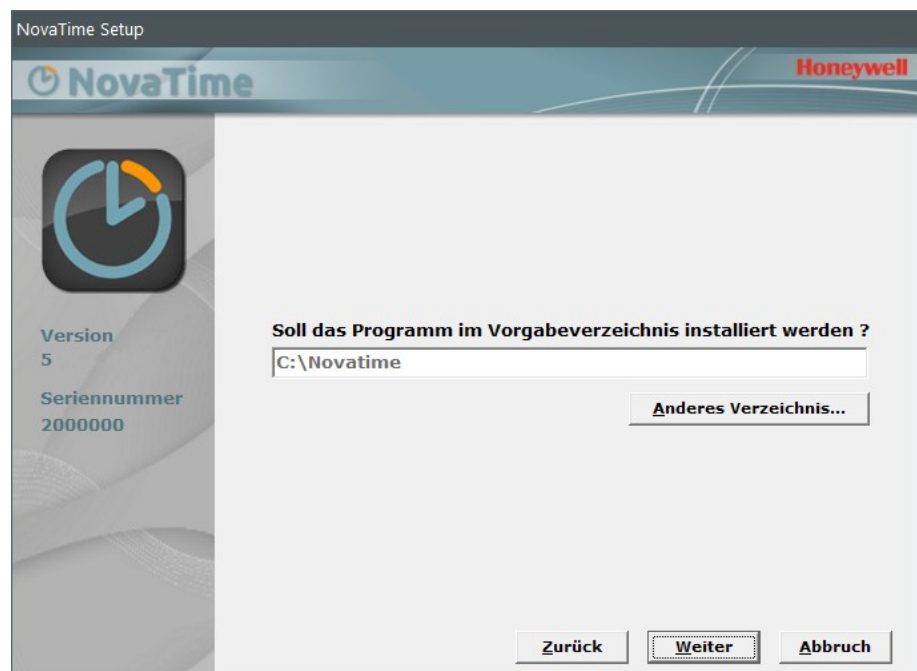 NovaTime Setup
NovaTime
Honeywell
Version
5
Seriennummer
2000000
Soll das Programm im Vorgabeverzeichnis installiert werden ?
C:\Novatime
Anderes Verzeichnis...
Zurück
Weiter
Abbruch